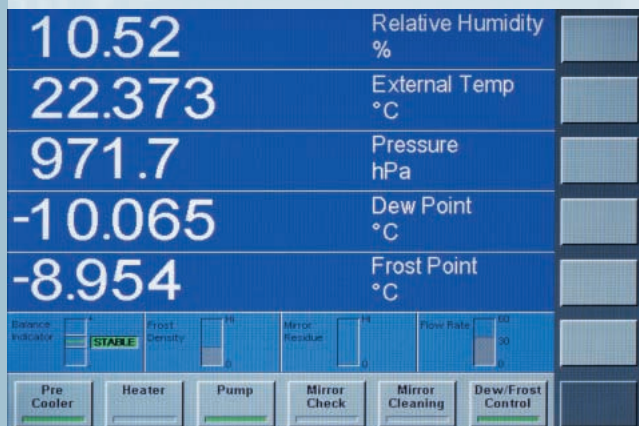 10.52 Relative Humidity
%
22.373 External Temp
°C
971.7 Pressure
hPa
-10.065 Dew Point
°C
-8.954 Frost Point
°C
Balance Indicator + STABLE -
Frost Density Hi 0
Mirror Residue Hi 0
Flow Rate 60 30 0
Pre Cooler
Heater
Pump
Mirror Check
Mirror Cleaning
Dew/Frost Control